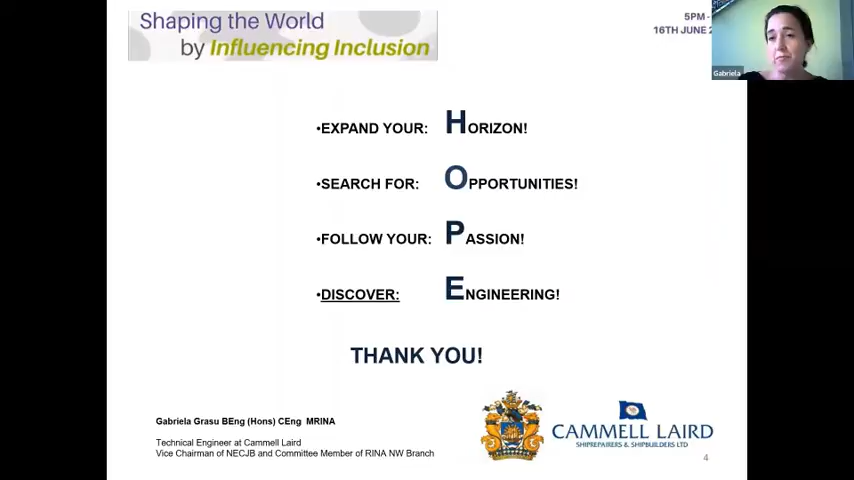 Shaping the World
by Influencing Inclusion
5PM -
16TH JUNE
Gabriela
•EXPAND YOUR: HORIZON!
•SEARCH FOR: OPPORTUNITIES!
•FOLLOW YOUR: PASSION!
•DISCOVER: ENGINEERING!
THANK YOU!
Gabriela Grasu BEng (Hons) CEng MRINA
Technical Engineer at Cammell Laird
Vice Chairman of NECJB and Committee Member of RINA NW Branch
CAMMELL LAIRD
SHIPREPAIRERS & SHIPBUILDERS LTD
4